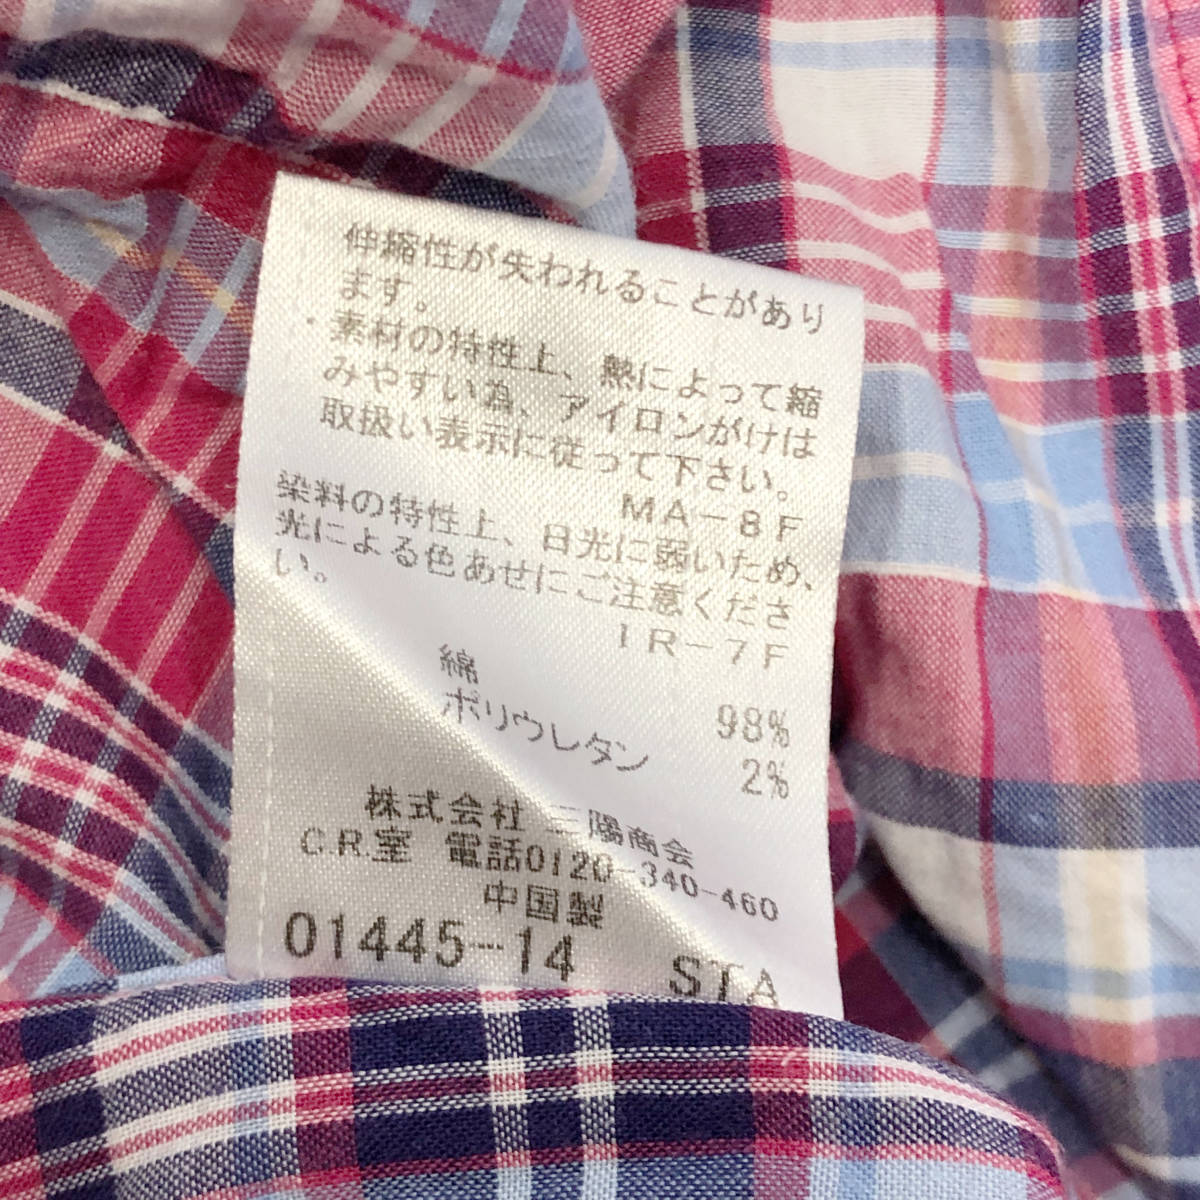 伸縮性が失われることがあり
ます。
・素材の特性上、熱によって縮
みやすい為、アイロンがけは
取扱い表示に従って下さい。
MA-8F
染料の特性上、日光に弱いため、
光による色あせにご注意くださ
い。
IR-7F
綿 98%
ポリウレタン 2%
株式会社 三陽商会
C.R.室 電話0120-340-460
中国製
01445-14 STA